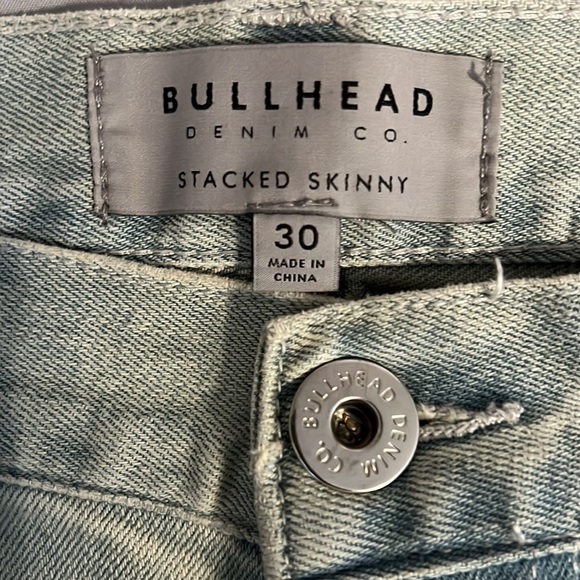 BULLHEAD
DENIM CO.
STACKED SKINNY
30
MADE IN
CHINA
BULLHEAD DENIM CO.